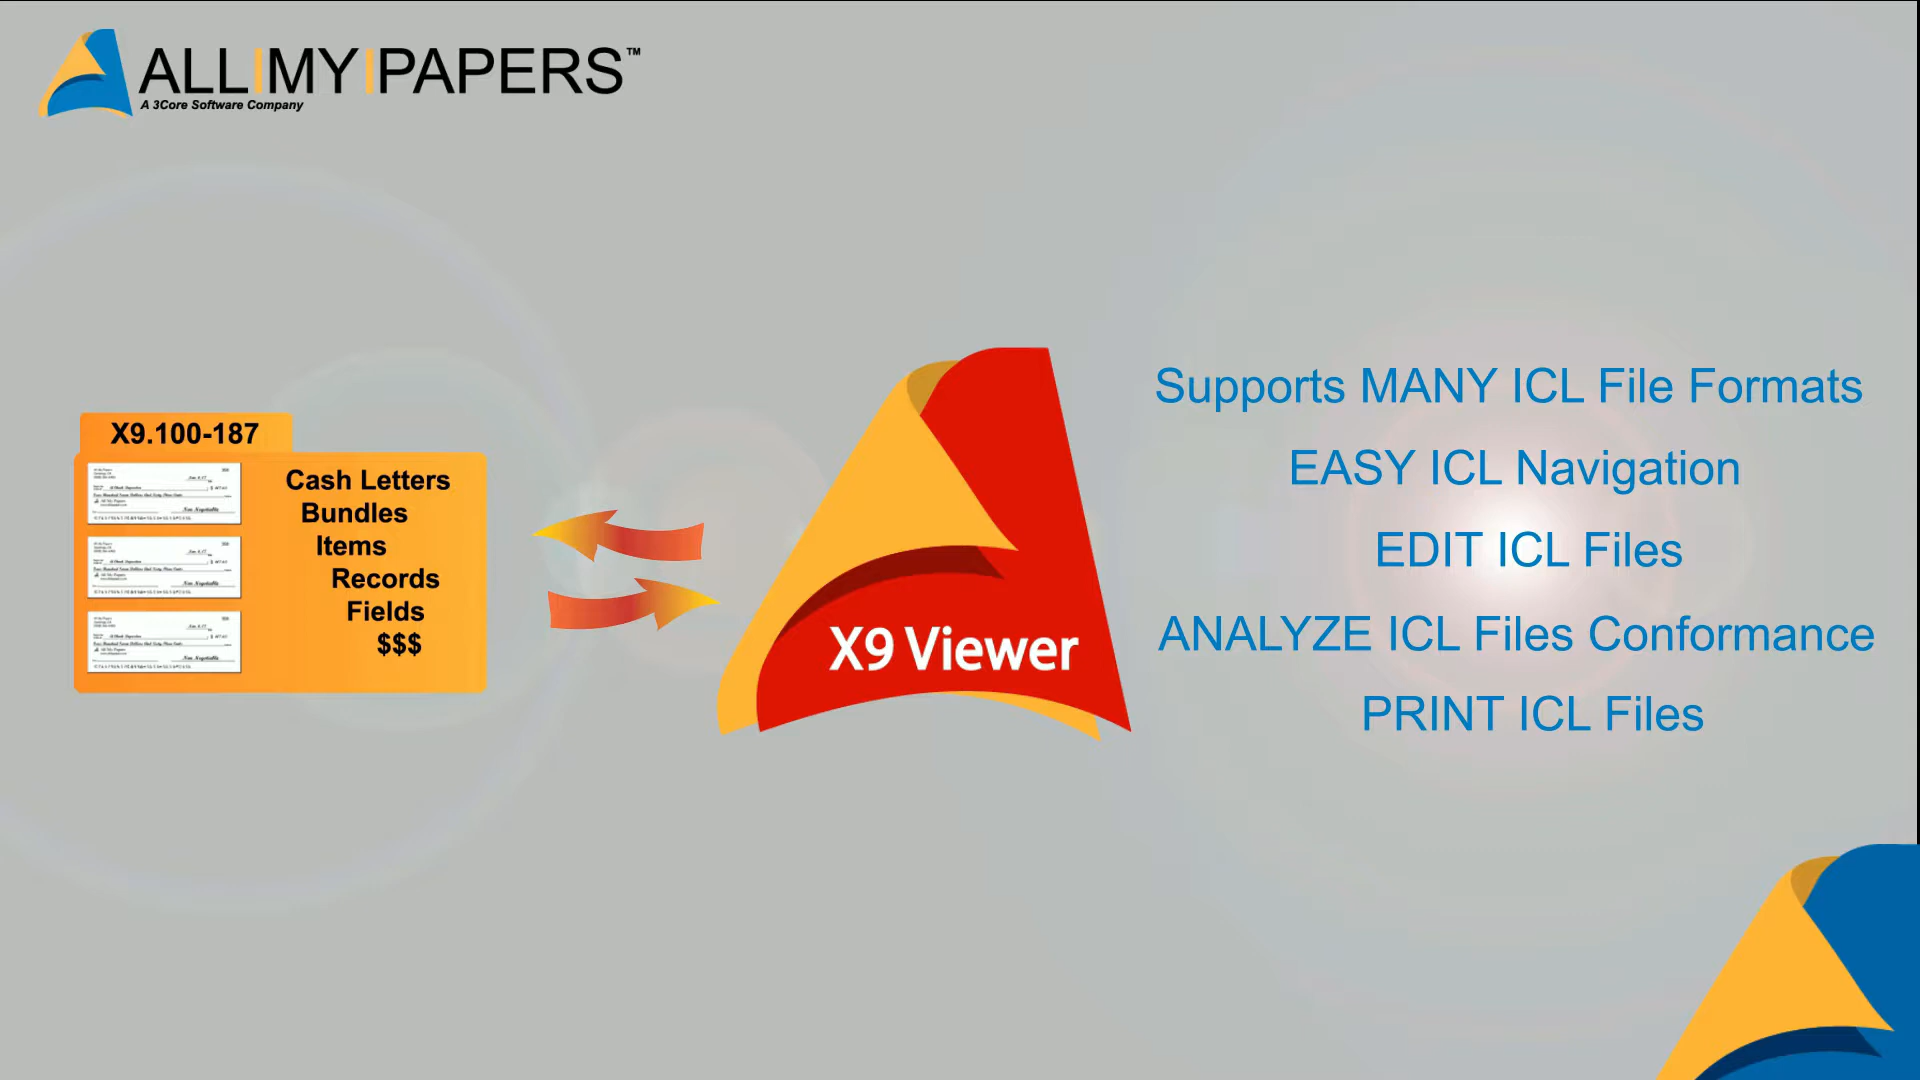 ALL MY PAPERS™
A 3Core Software Company
X9.100-187
Cash Letters
Bundles
Items
Records
Fields
$$$
X9 Viewer
Supports MANY ICL File Formats
EASY ICL Navigation
EDIT ICL Files
ANALYZE ICL Files Conformance
PRINT ICL Files